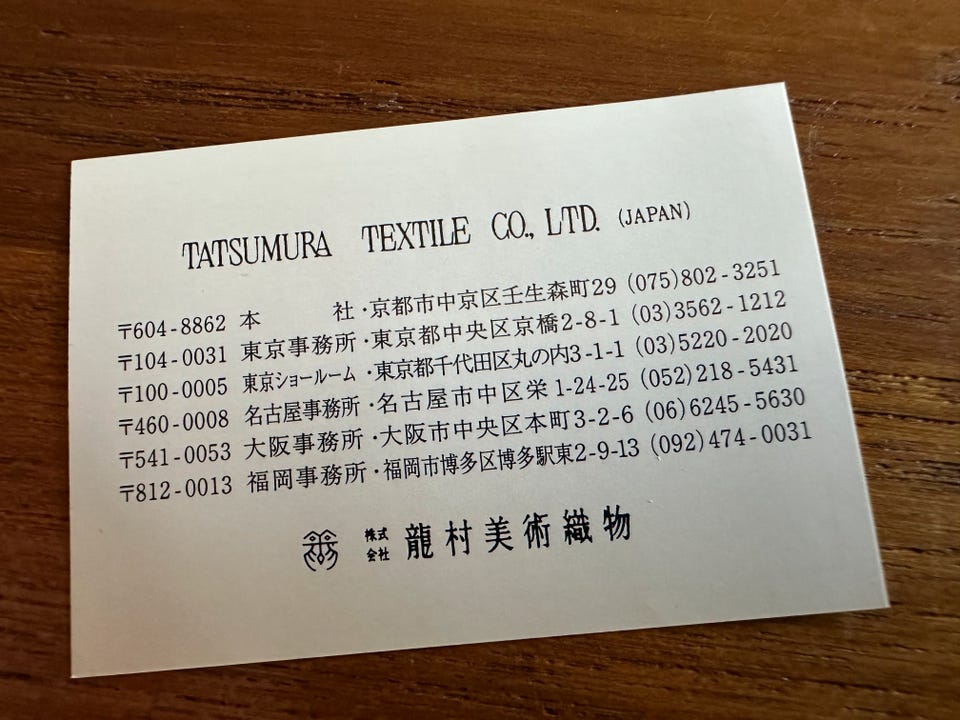 TATSUMURA TEXTILE CO., LTD. (JAPAN)
〒604-8862 本 社・京都市中京区壬生森町29 (075)802-3251
〒104-0031 東京事務所・東京都中央区京橋2-8-1 (03)3562-1212
〒100-0005 東京ショールーム・東京都千代田区丸の内3-1-1 (03)5220-2020
〒460-0008 名古屋事務所・名古屋市中区栄1-24-25 (052)218-5431
〒541-0053 大阪事務所・大阪市中央区本町3-2-6 (06)6245-5630
〒812-0013 福岡事務所・福岡市博多区博多駅東2-9-13 (092)474-0031
株式会社 龍村美術織物